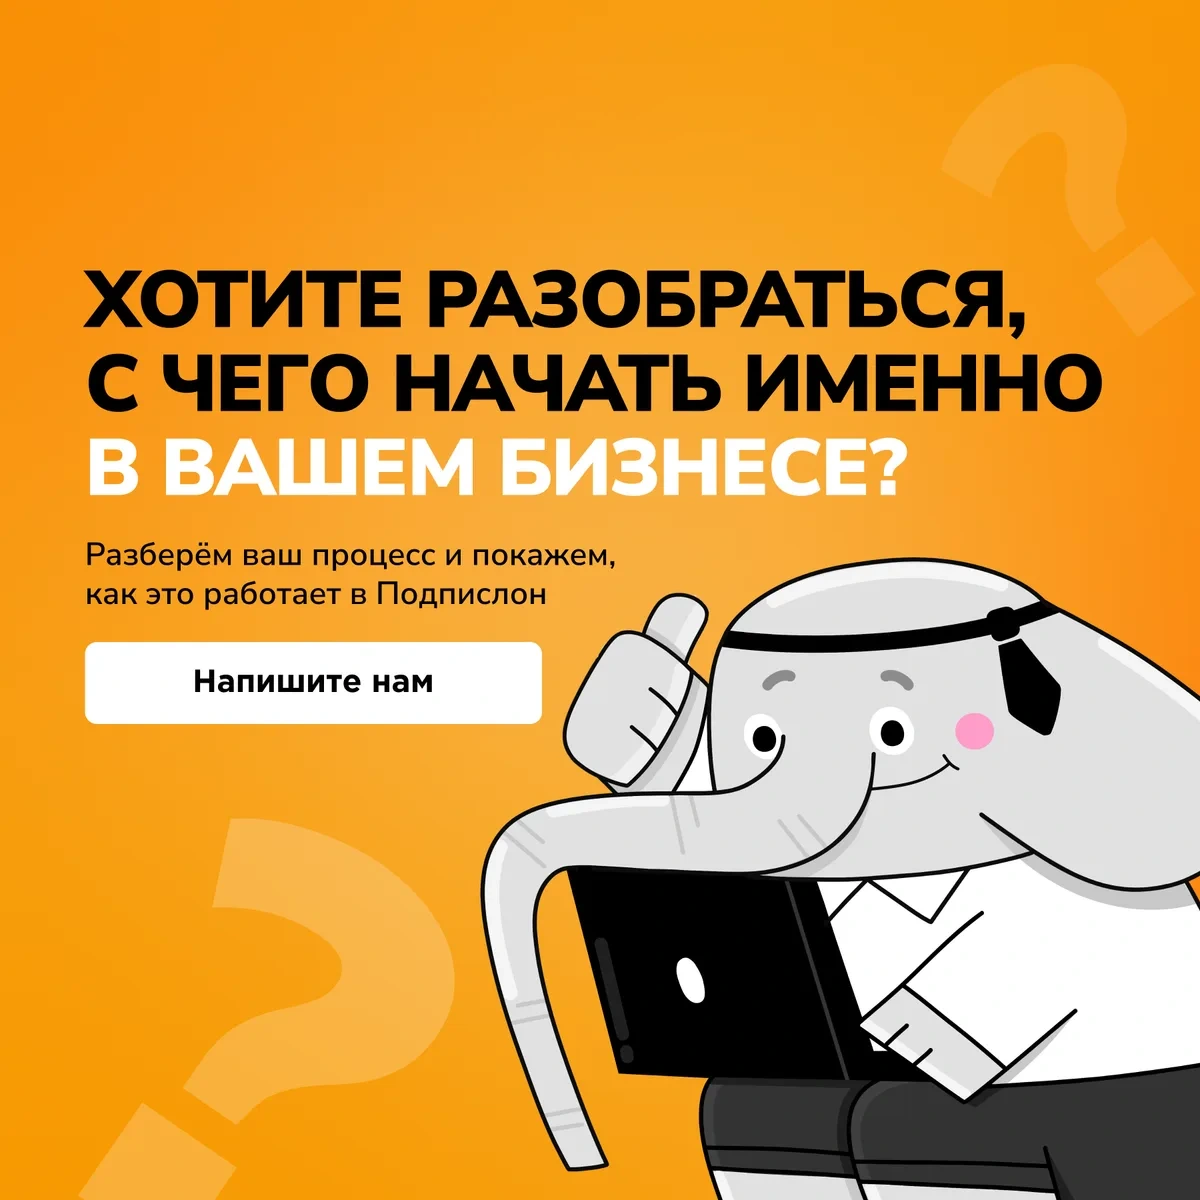 ХОТИТЕ РАЗОБРАТЬСЯ,
С ЧЕГО НАЧАТЬ ИМЕННО
В ВАШЕМ БИЗНЕСЕ?
Разберём ваш процесс и покажем,
как это работает в Подпислон
Напишите нам